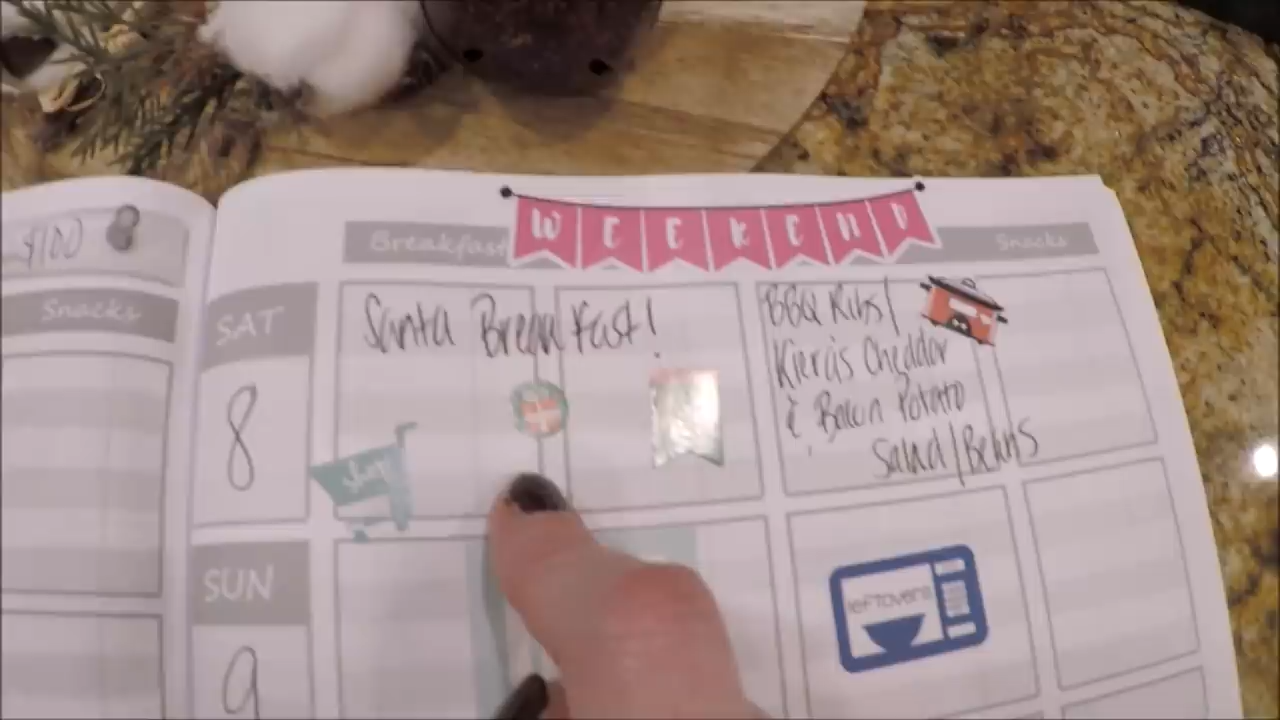 $100
Snacks
WEEKEND
Breakfast
Snacks
SAT
8
Santa Breakfast!
BBQ Ribs/
Kiera's Cheddar
& Bacon Potato
Salad/Beans
SUN
9
leftovers